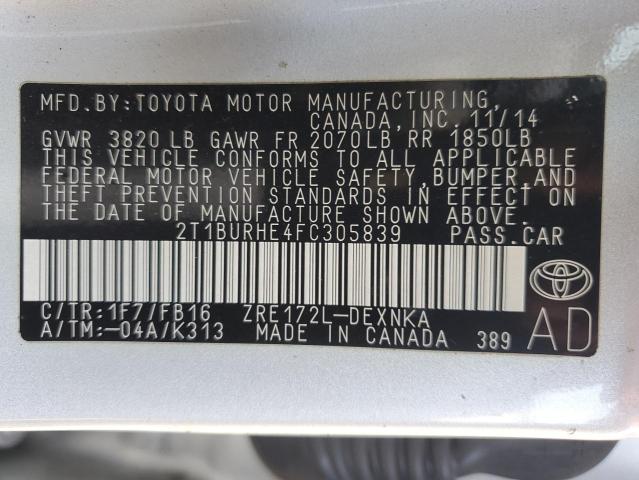 MFD. BY: TOYOTA MOTOR MANUFACTURING,
CANADA, INC. 11/14
GVWR 3820 LB GAWR FR 2070LB RR 1850LB
THIS VEHICLE CONFORMS TO ALL APPLICABLE
FEDERAL MOTOR VEHICLE SAFETY, BUMPER, AND
THEFT PREVENTION STANDARDS IN EFFECT ON
THE DATE OF MANUFACTURE SHOWN ABOVE.
2T1BURHE4FC305839 PASS. CAR
C/TR: 1F7/FB16 ZRE172L-DEXNKA
A/TM: -04A/K313 MADE IN CANADA 389
AD